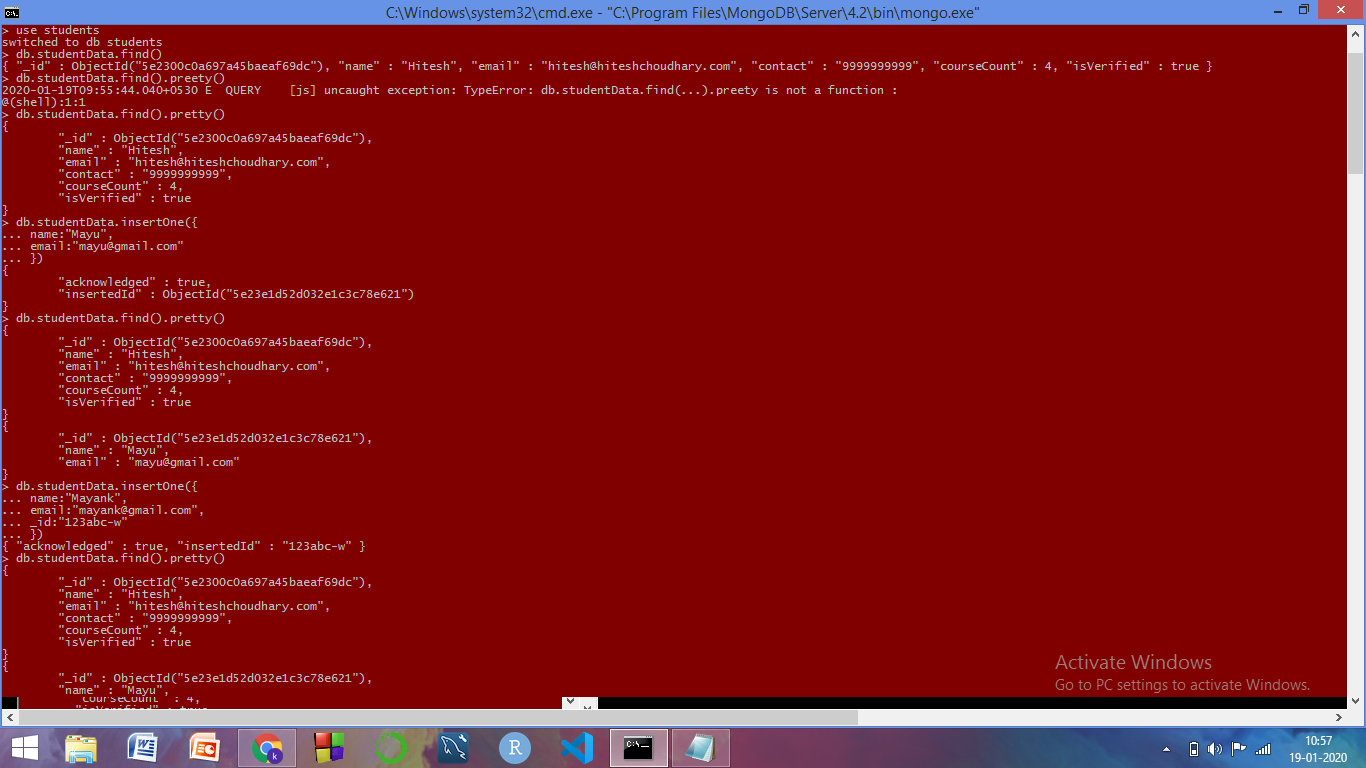 C:\Windows\system32\cmd.exe - "C:\Program Files\MongoDB\Server\4.2\bin\mongo.exe"
> use students
switched to db students
> db.studentData.find()
{ "_id" : ObjectId("5e2300c0a697a45baeaf69dc"), "name" : "Hitesh", "email" : "hitesh@hiteshchoudhary.com", "contact" : "9999999999", "courseCount" : 4, "isVerified" : true }
> db.studentData.find().preety()
2020-01-19T09:55:44.040+0530 E  QUERY    [js] uncaught exception: TypeError: db.studentData.find(...).preety is not a function :
@(shell):1:1
> db.studentData.find().pretty()
{
        "_id" : ObjectId("5e2300c0a697a45baeaf69dc"),
        "name" : "Hitesh",
        "email" : "hitesh@hiteshchoudhary.com",
        "contact" : "9999999999",
        "courseCount" : 4,
        "isVerified" : true
}
> db.studentData.insertOne({
... name:"Mayu",
... email:"mayu@gmail.com"
... })
{
        "acknowledged" : true,
        "insertedId" : ObjectId("5e23e1d52d032e1c3c78e621")
}
> db.studentData.find().pretty()
{
        "_id" : ObjectId("5e2300c0a697a45baeaf69dc"),
        "name" : "Hitesh",
        "email" : "hitesh@hiteshchoudhary.com",
        "contact" : "9999999999",
        "courseCount" : 4,
        "isVerified" : true
}
{
        "_id" : ObjectId("5e23e1d52d032e1c3c78e621"),
        "name" : "Mayu",
        "email" : "mayu@gmail.com"
}
> db.studentData.insertOne({
... name:"Mayank",
... email:"mayank@gmail.com",
... _id:"123abc-w"
... })
{ "acknowledged" : true, "insertedId" : "123abc-w" }
> db.studentData.find().pretty()
{
        "_id" : ObjectId("5e2300c0a697a45baeaf69dc"),
        "name" : "Hitesh",
        "email" : "hitesh@hiteshchoudhary.com",
        "contact" : "9999999999",
        "courseCount" : 4,
        "isVerified" : true
}
{
        "_id" : ObjectId("5e23e1d52d032e1c3c78e621"),
        "name" : "Mayu",
"courseCount" : 4,
Activate Windows
Go to PC settings to activate Windows.
C:\_
k
R
10:57
19-01-2020